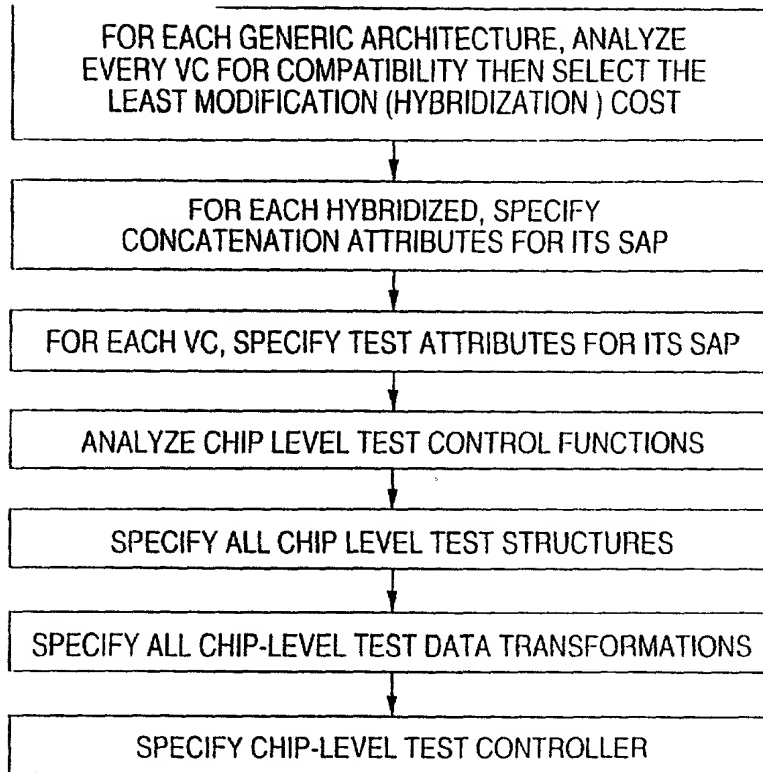 FOR EACH GENERIC ARCHITECTURE, ANALYZE
EVERY VC FOR COMPATIBILITY THEN SELECT THE
LEAST MODIFICATION (HYBRIDIZATION ) COST
FOR EACH HYBRIDIZED, SPECIFY
CONCATENATION ATTRIBUTES FOR ITS SAP
FOR EACH VC, SPECIFY TEST ATTRIBUTES FOR ITS SAP
ANALYZE CHIP LEVEL TEST CONTROL FUNCTIONS
SPECIFY ALL CHIP LEVEL TEST STRUCTURES
SPECIFY ALL CHIP-LEVEL TEST DATA TRANSFORMATIONS
SPECIFY CHIP-LEVEL TEST CONTROLLER